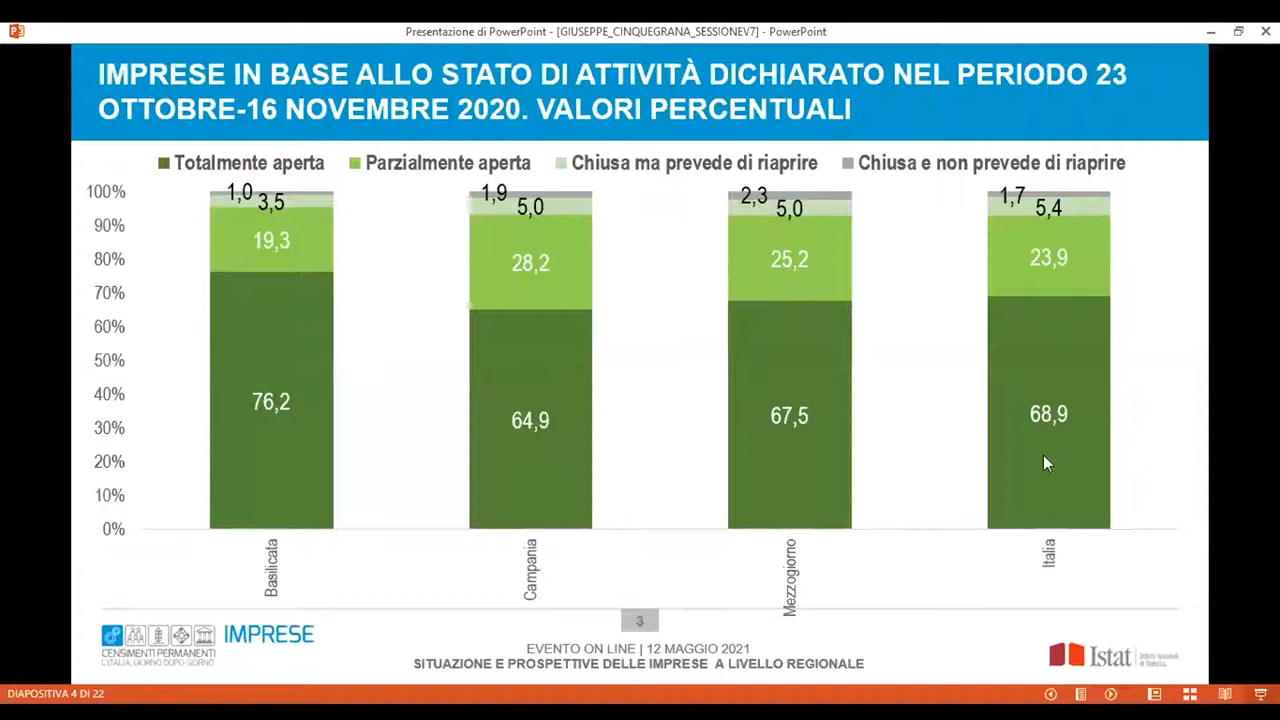 Presentazione di PowerPoint - [GIUSEPPE_CINQUEGRANA_SESSIONEV7] - PowerPoint
IMPRESE IN BASE ALLO STATO DI ATTIVITÀ DICHIARATO NEL PERIODO 23
OTTOBRE-16 NOVEMBRE 2020. VALORI PERCENTUALI
Totalmente aperta Parzialmente aperta Chiusa ma prevede di riaprire Chiusa e non prevede di riaprire
100%
90%
80%
70%
60%
50%
40%
30%
20%
10%
0%
1,0
3,5
19,3
76,2
1,9
5,0
28,2
64,9
2,3
5,0
25,2
67,5
1,7
5,4
23,9
68,9
Basilicata
Campania
Mezzogiorno
Italia
3
IMPRESE
CENSIMENTI PERMANENTI
L'ITALIA, GIORNO DOPO GIORNO
EVENTO ON LINE | 12 MAGGIO 2021
SITUAZIONE E PROSPETTIVE DELLE IMPRESE A LIVELLO REGIONALE
Istat
DIAPOSITIVA 4 DI 22